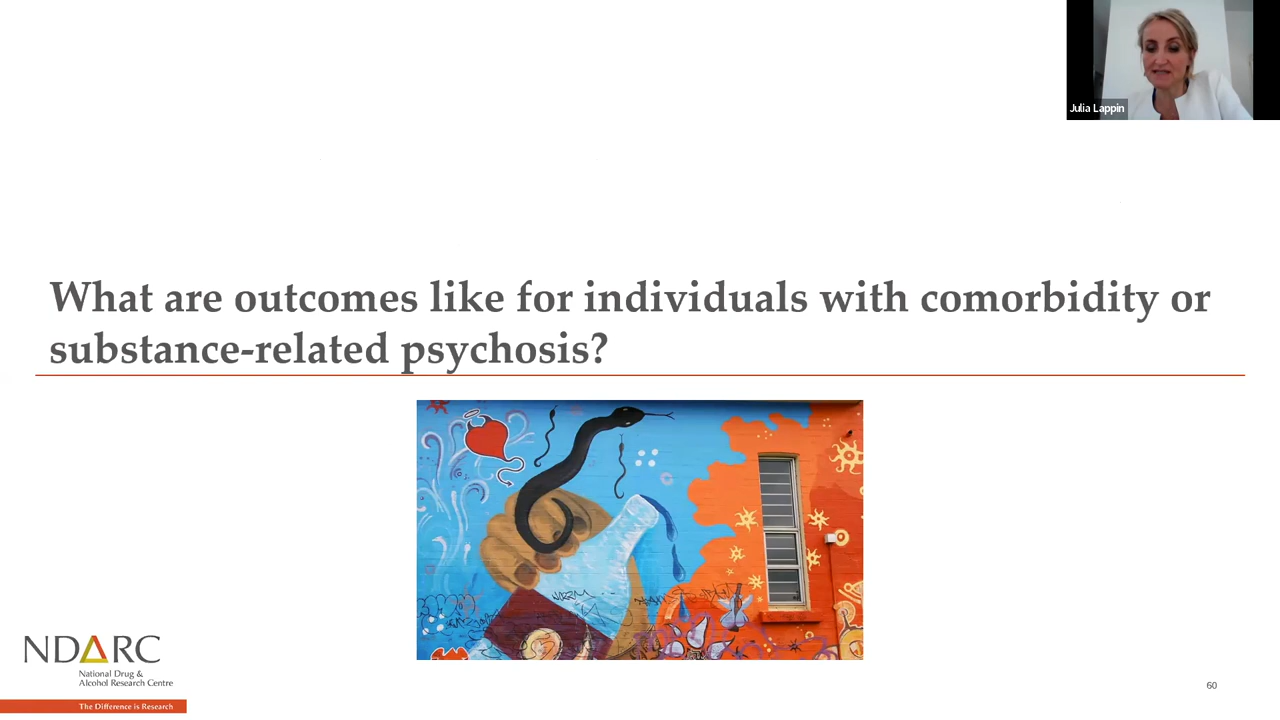 Julia Lappin
What are outcomes like for individuals with comorbidity or
substance-related psychosis?
NDARC
National Drug &
Alcohol Research Centre
The Difference is Research
60